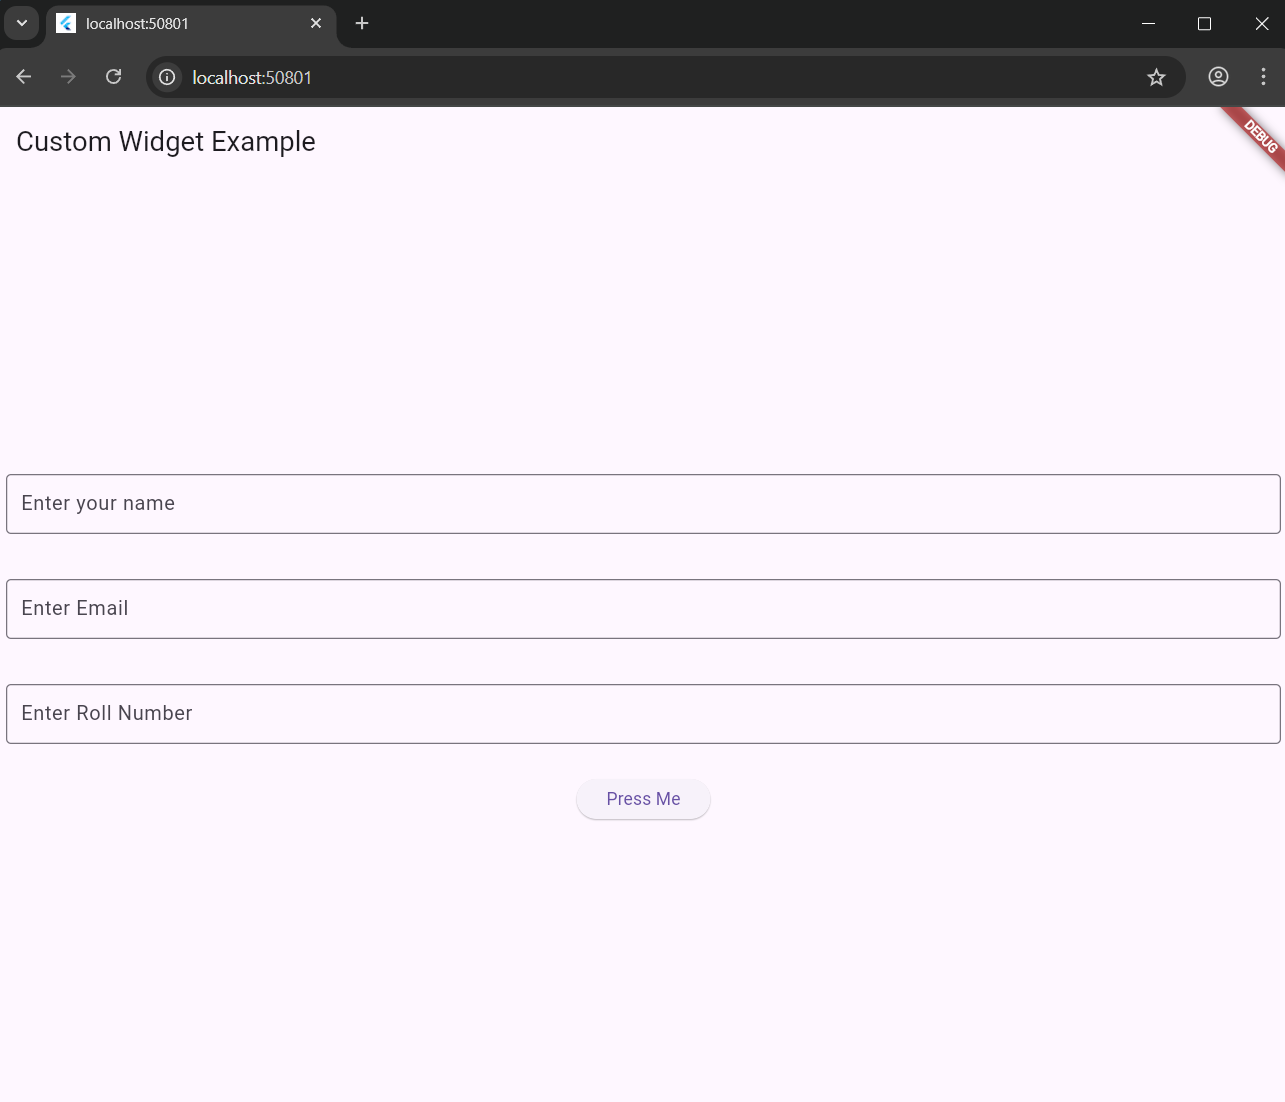 localhost:50801
localhost:50801
Custom Widget Example
DEBUG
Enter your name
Enter Email
Enter Roll Number
Press Me